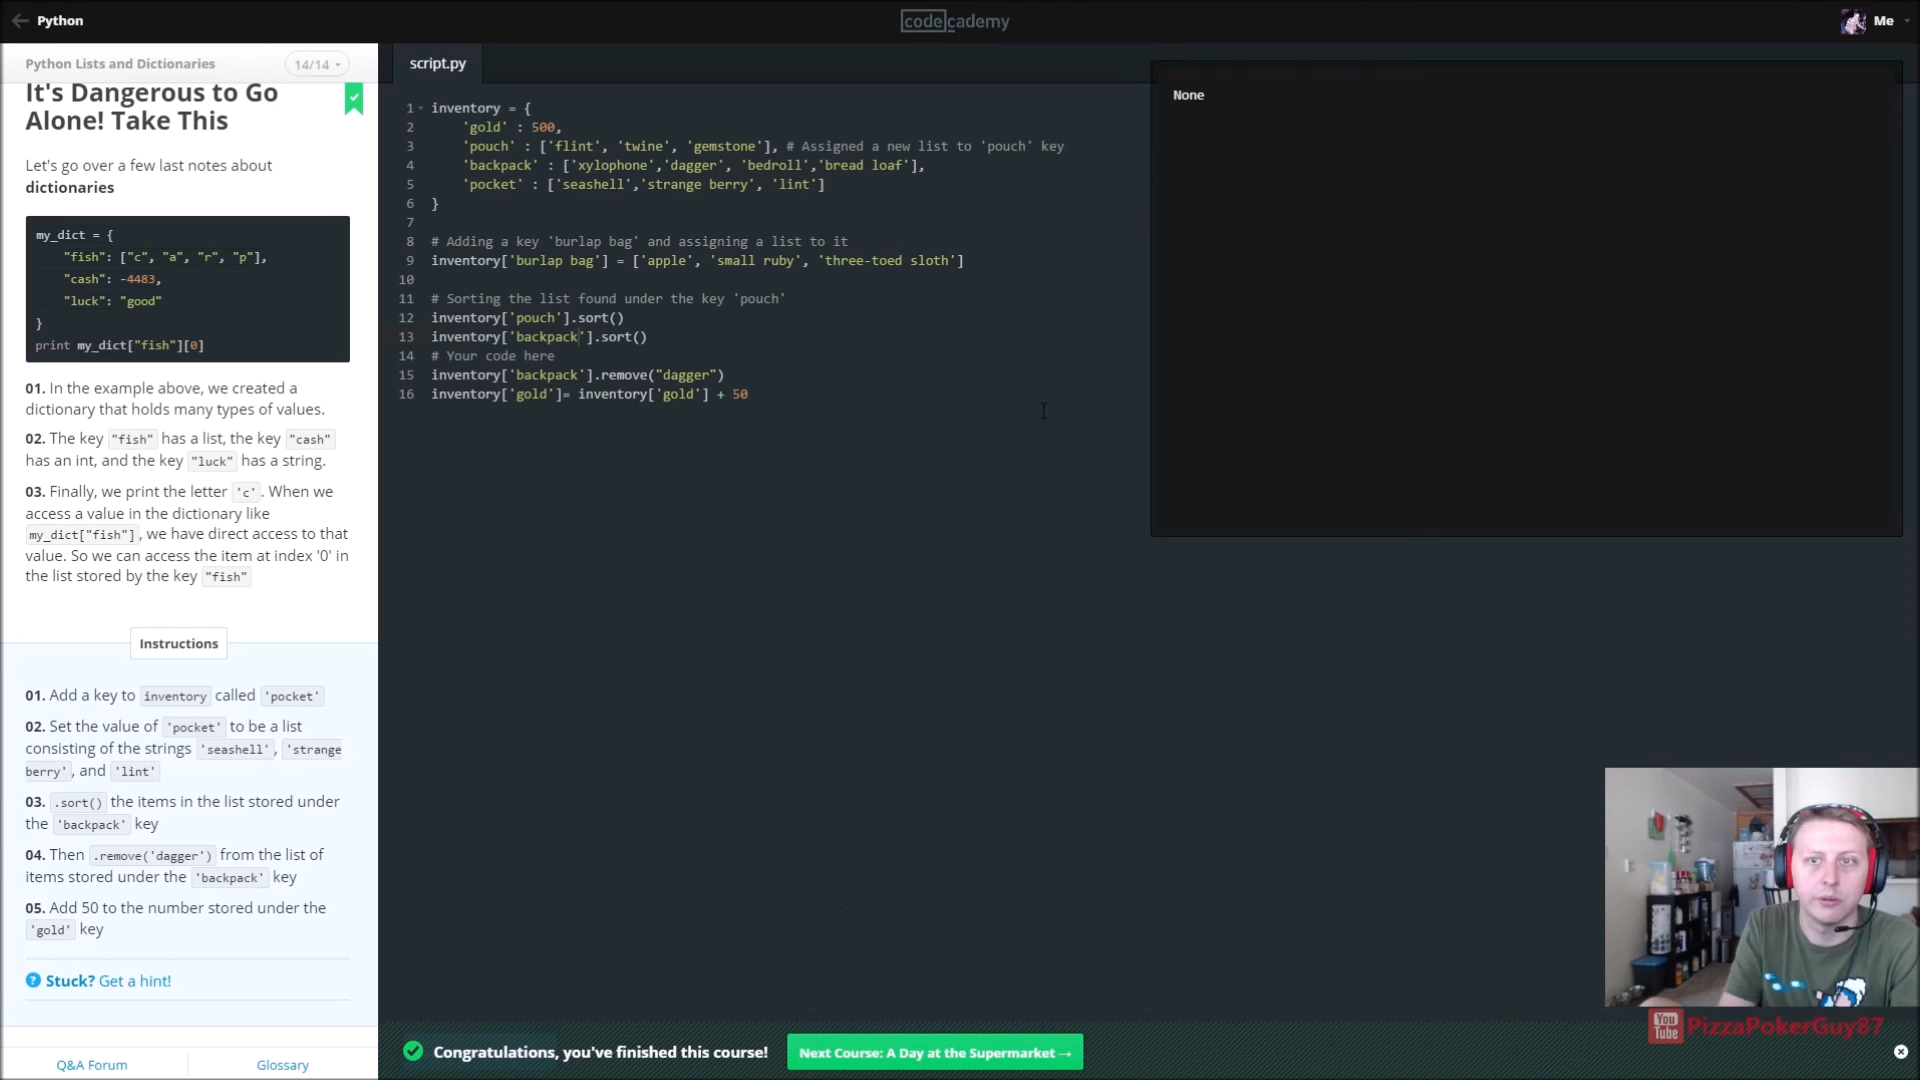 Python
codecademy
Me
Python Lists and Dictionaries
14/14
It's Dangerous to Go
Alone! Take This
Let's go over a few last notes about
dictionaries
my_dict = {
"fish": ["c", "a", "r", "p"],
"cash": -4483,
"luck": "good"
}
print my_dict["fish"][0]
01. In the example above, we created a
dictionary that holds many types of values.
02. The key "fish" has a list, the key "cash"
has an int, and the key "luck" has a string.
03. Finally, we print the letter 'c'. When we
access a value in the dictionary like
my_dict["fish"], we have direct access to that
value. So we can access the item at index '0' in
the list stored by the key "fish"
Instructions
01. Add a key to inventory called 'pocket'
02. Set the value of 'pocket' to be a list
consisting of the strings 'seashell', 'strange
berry', and 'lint'
03. .sort() the items in the list stored under
the 'backpack' key
04. Then .remove('dagger') from the list of
items stored under the 'backpack' key
05. Add 50 to the number stored under the
'gold' key
? Stuck? Get a hint!
Q&A Forum
Glossary
script.py
1 inventory = {
2 'gold' : 500,
3 'pouch' : ['flint', 'twine', 'gemstone'], # Assigned a new list to 'pouch' key
4 'backpack' : ['xylophone','dagger', 'bedroll','bread loaf'],
5 'pocket' : ['seashell','strange berry', 'lint']
6 }
7
8 # Adding a key 'burlap bag' and assigning a list to it
9 inventory['burlap bag'] = ['apple', 'small ruby', 'three-toed sloth']
10
11 # Sorting the list found under the key 'pouch'
12 inventory['pouch'].sort()
13 inventory['backpack'].sort()
14 # Your code here
15 inventory['backpack'].remove("dagger")
16 inventory['gold']= inventory['gold'] + 50
None
Congratulations, you've finished this course!
Next Course: A Day at the Supermarket →
You
Tube
PizzaPokerGuy87